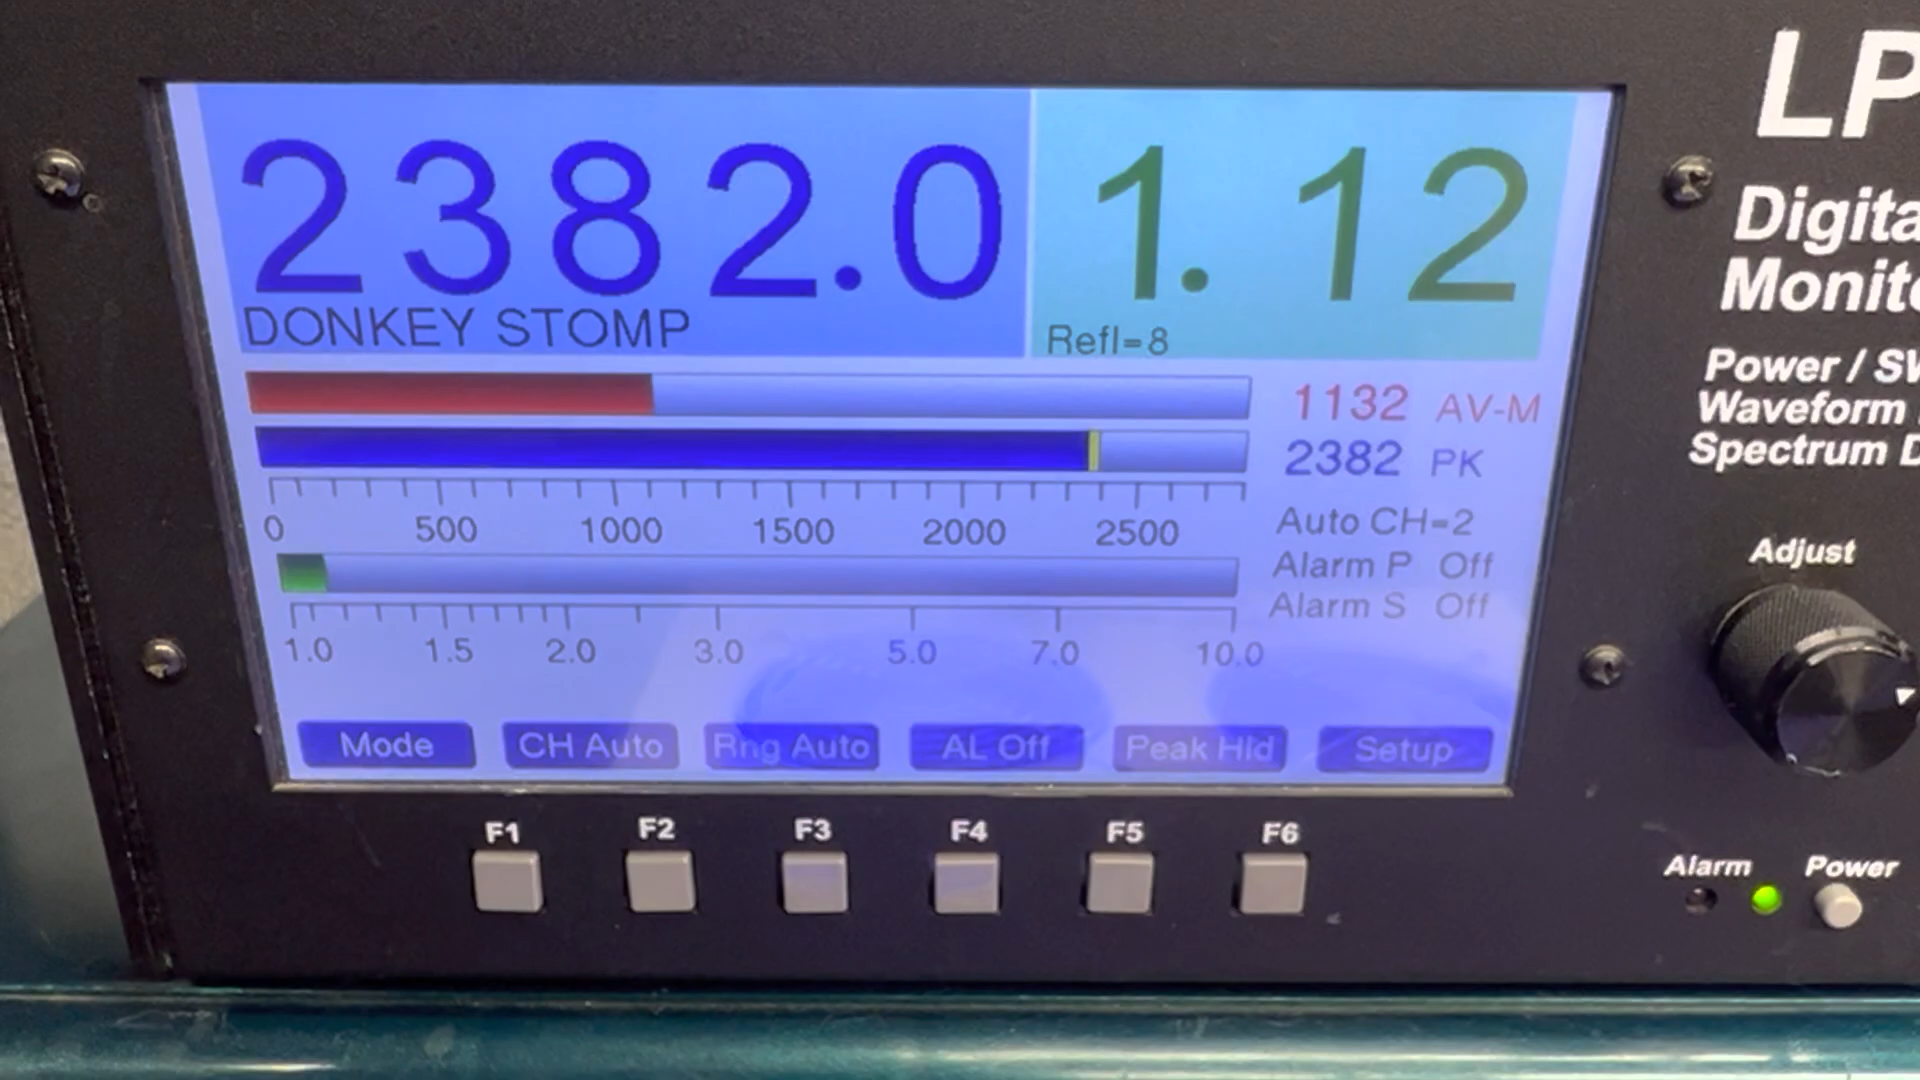 2382.0 1.12
DONKEY STOMP
Refl=8
1132 AV-M
2382 PK
0 500 1000 1500 2000 2500
Auto CH=2
Alarm P Off
Alarm S Off
1.0 1.5 2.0 3.0 5.0 7.0 10.0
Mode CH Auto Rng Auto AL Off Peak Hld Setup
F1 F2 F3 F4 F5 F6
LP
Digita
Monit
Power / SW
Waveform
Spectrum D
Adjust
Alarm Power